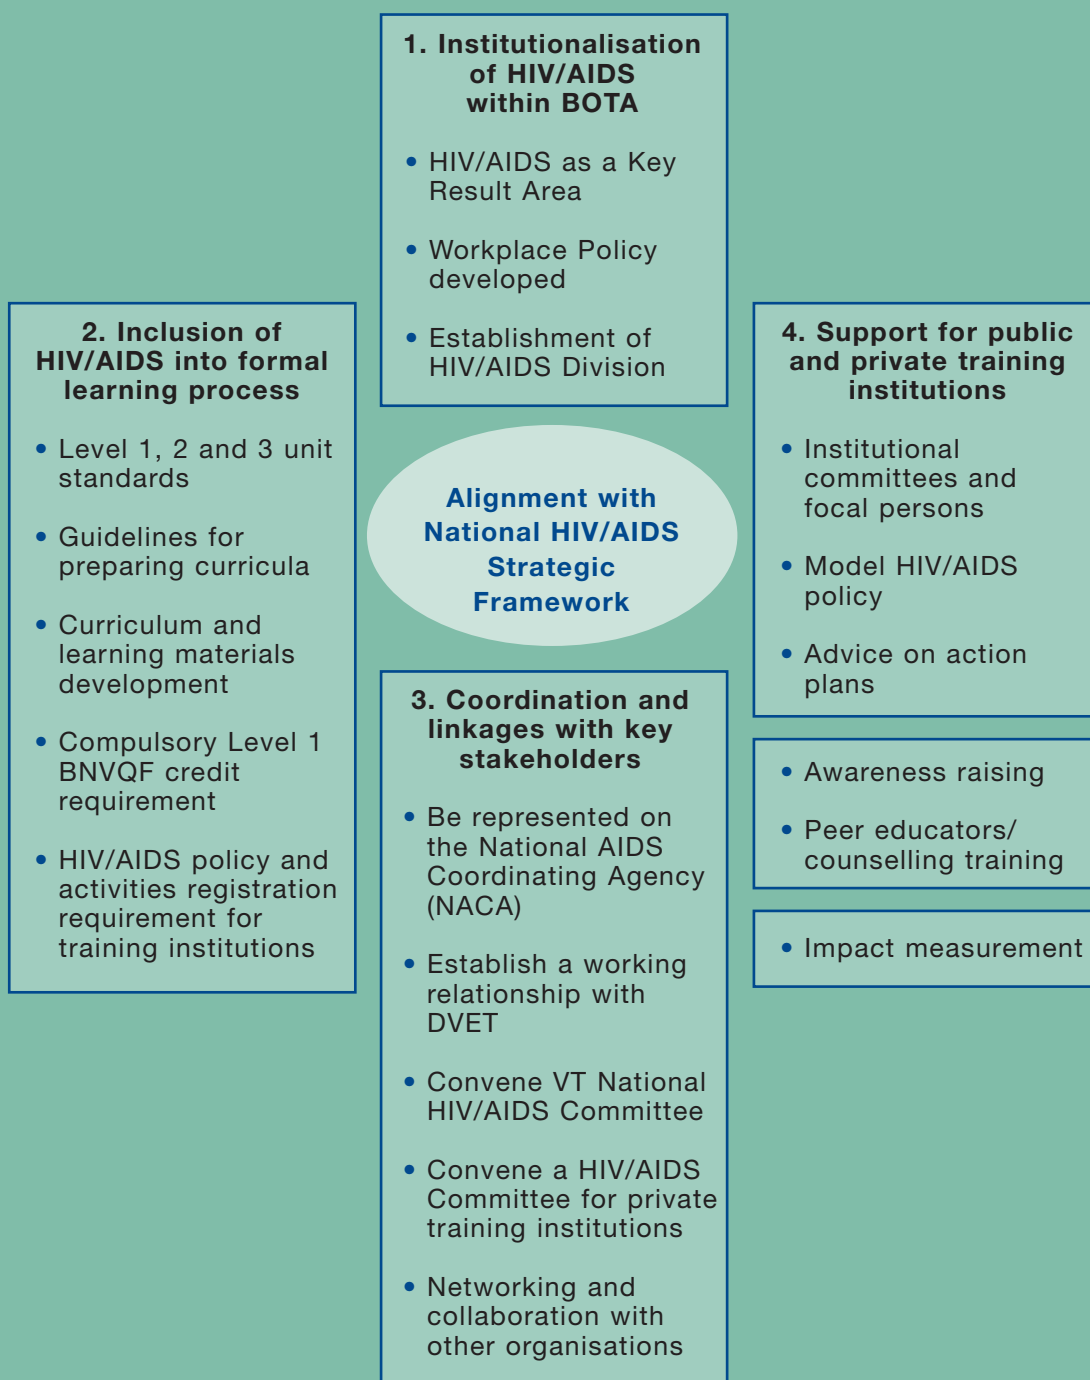 1. Institutionalisation
of HIV/AIDS
within BOTA
• HIV/AIDS as a Key
Result Area
• Workplace Policy
developed
• Establishment of
HIV/AIDS Division
2. Inclusion of
HIV/AIDS into formal
learning process
• Level 1, 2 and 3 unit
standards
• Guidelines for
preparing curricula
• Curriculum and
learning materials
development
• Compulsory Level 1
BNVQF credit
requirement
• HIV/AIDS policy and
activities registration
requirement for
training institutions
Alignment with
National HIV/AIDS
Strategic
Framework
3. Coordination and
linkages with key
stakeholders
• Be represented on
the National AIDS
Coordinating Agency
(NACA)
• Establish a working
relationship with
DVET
• Convene VT National
HIV/AIDS Committee
• Convene a HIV/AIDS
Committee for private
training institutions
• Networking and
collaboration with
other organisations
4. Support for public
and private training
institutions
• Institutional
committees and
focal persons
• Model HIV/AIDS
policy
• Advice on action
plans
• Awareness raising
• Peer educators/
counselling training
• Impact measurement